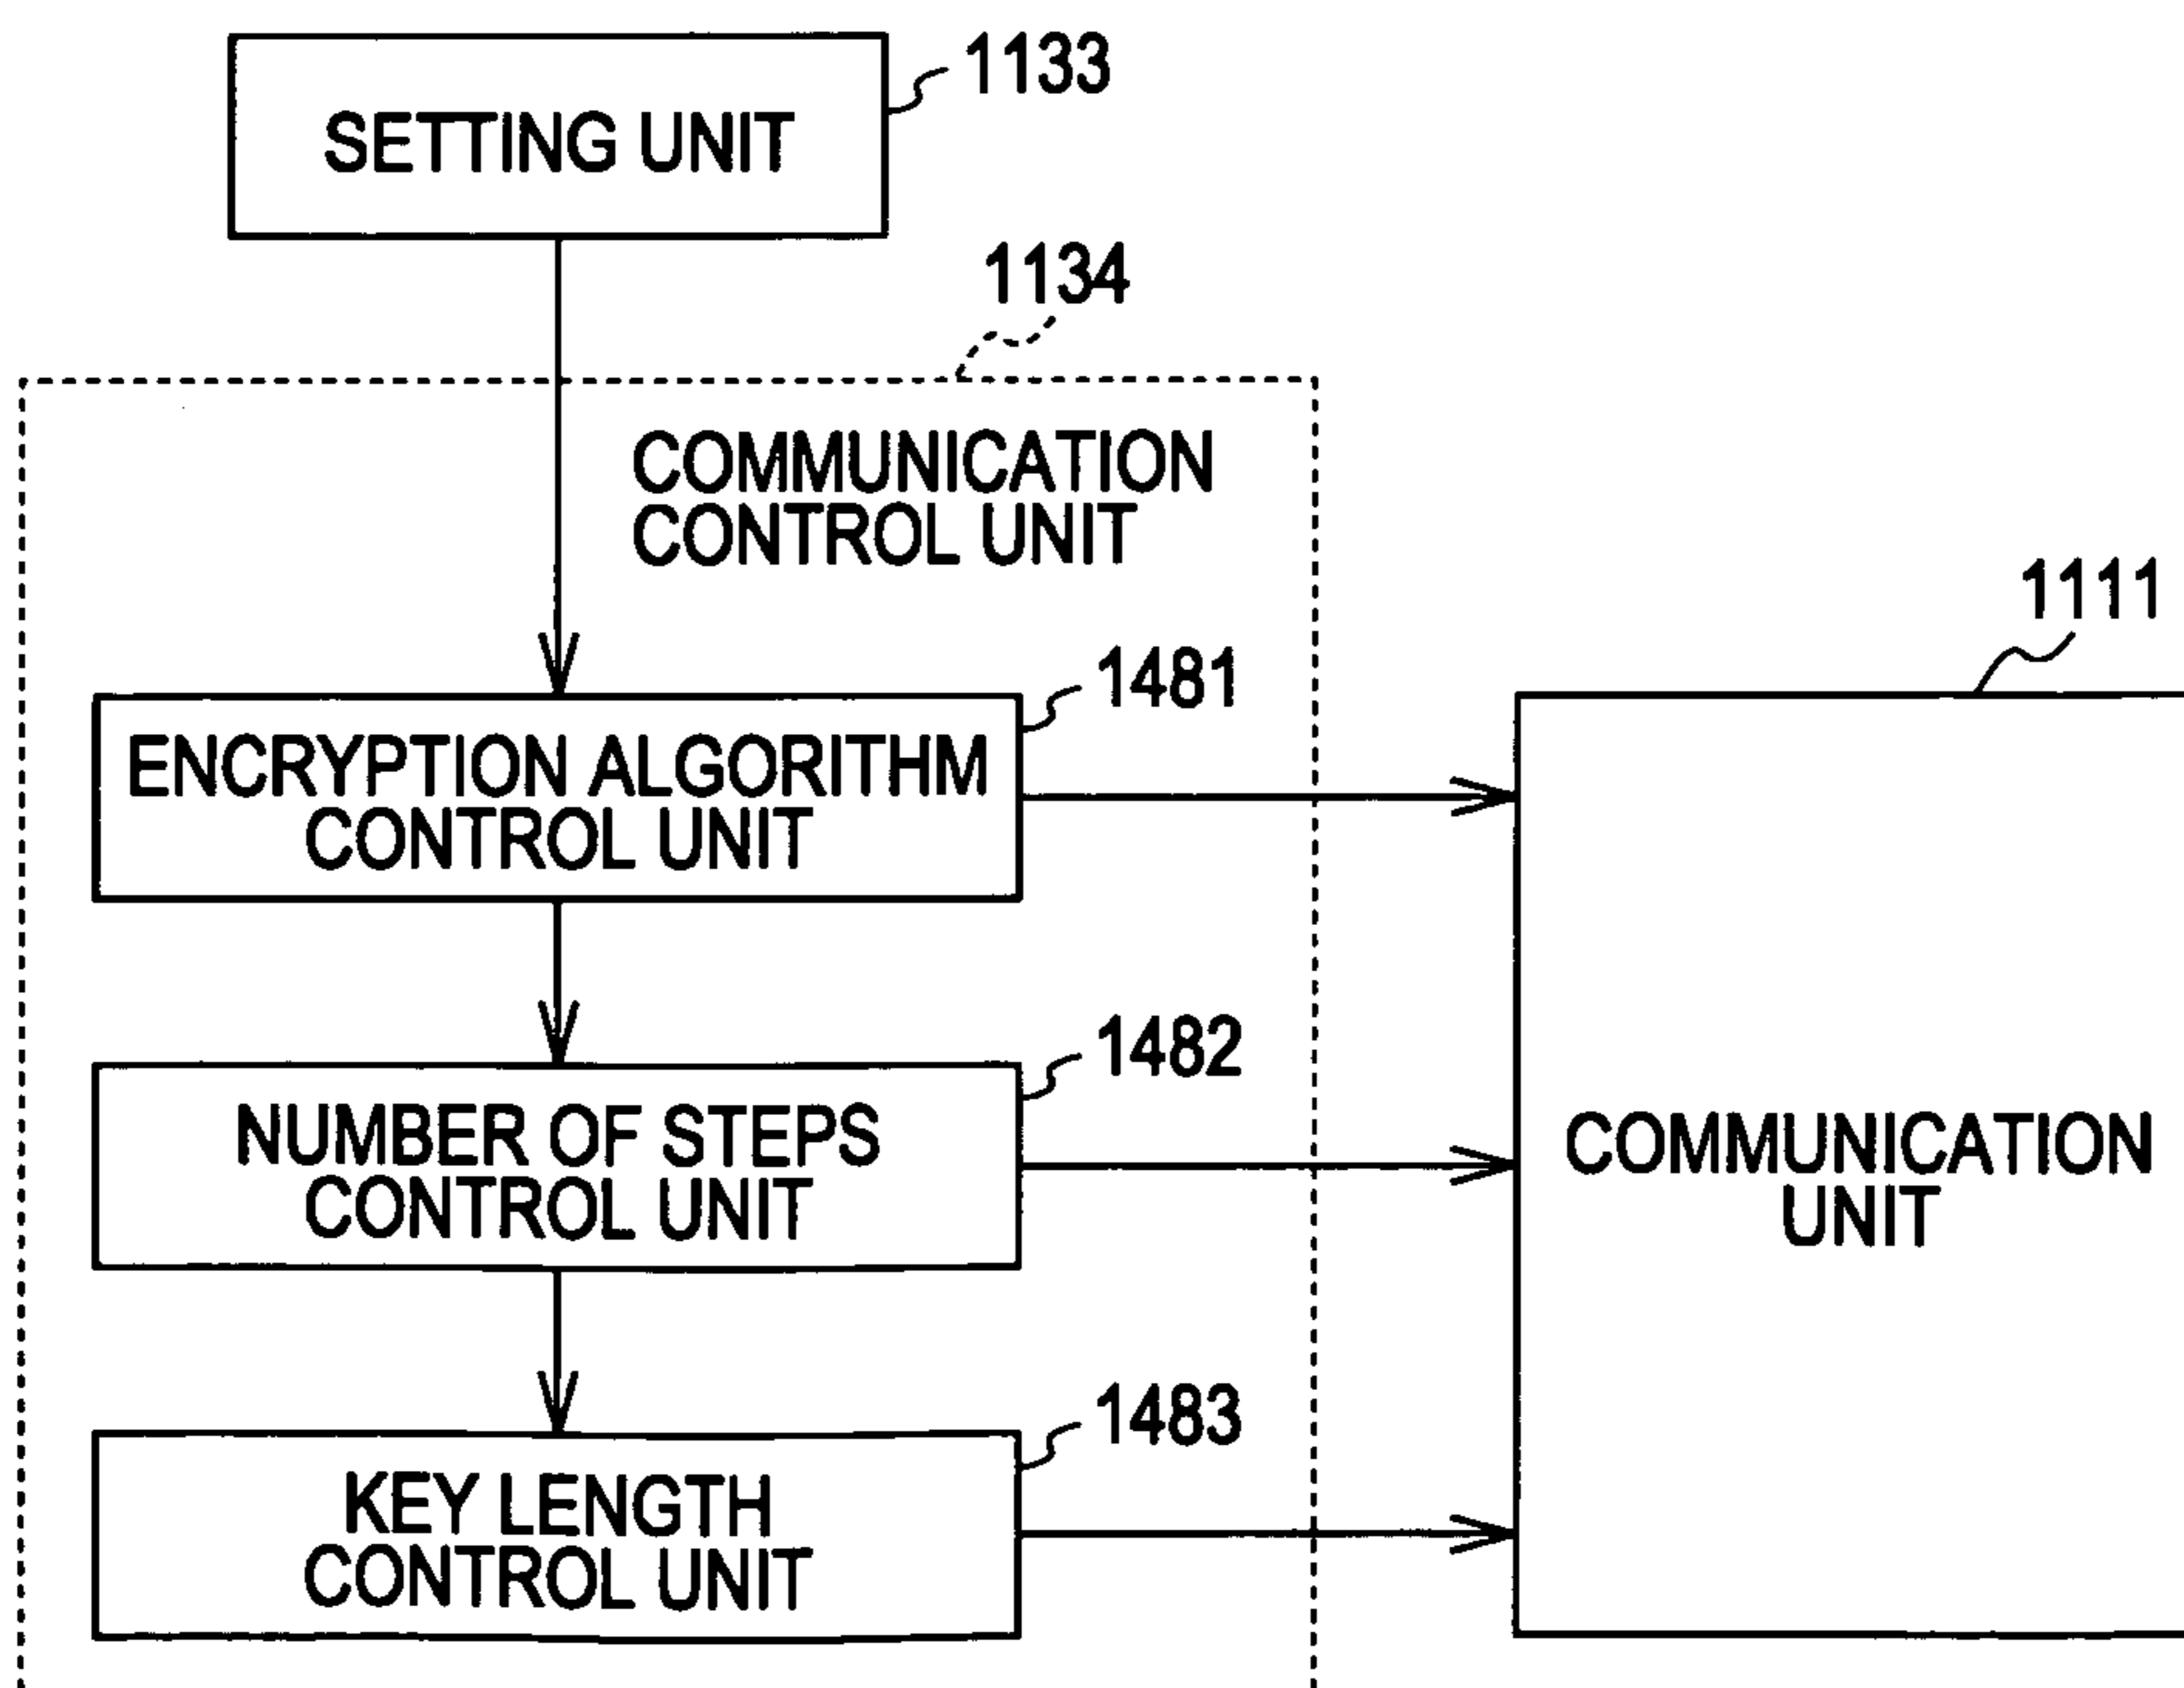 1133
SETTING UNIT
1134
COMMUNICATION
CONTROL UNIT
1111
1481
ENCRYPTION ALGORITHM
CONTROL UNIT
1482
NUMBER OF STEPS
CONTROL UNIT
COMMUNICATION
UNIT
1483
KEY LENGTH
CONTROL UNIT